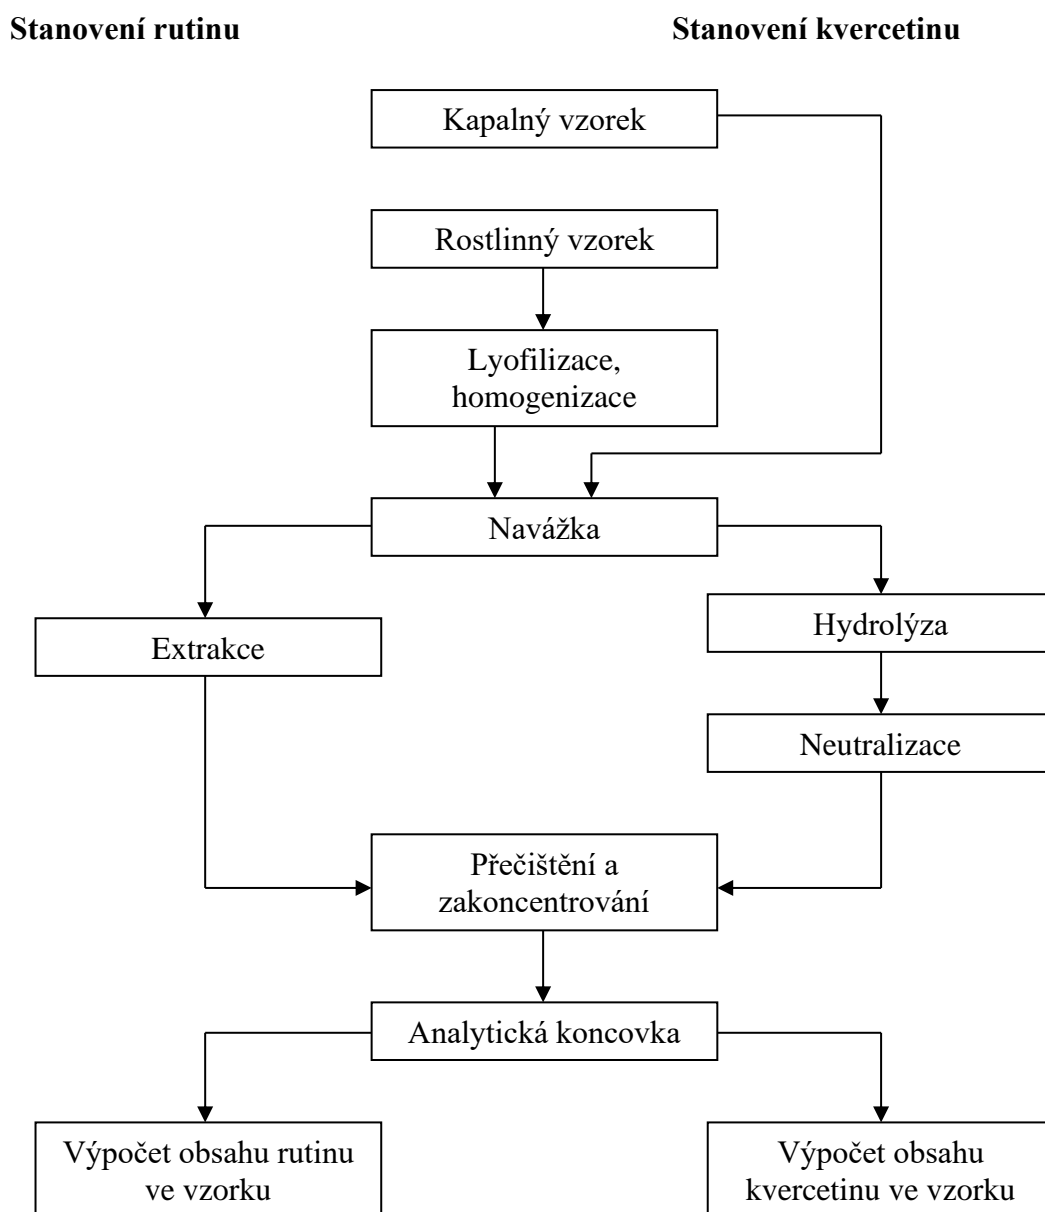 Stanovení rutinu
Stanovení kvercetinu
Kapalný vzorek
Rostlinný vzorek
Lyofilizace,
homogenizace
Navážka
Extrakce
Hydrolýza
Neutralizace
Přečištění a
zakoncentrování
Analytická koncovka
Výpočet obsahu rutinu
ve vzorku
Výpočet obsahu
kvercetinu ve vzorku